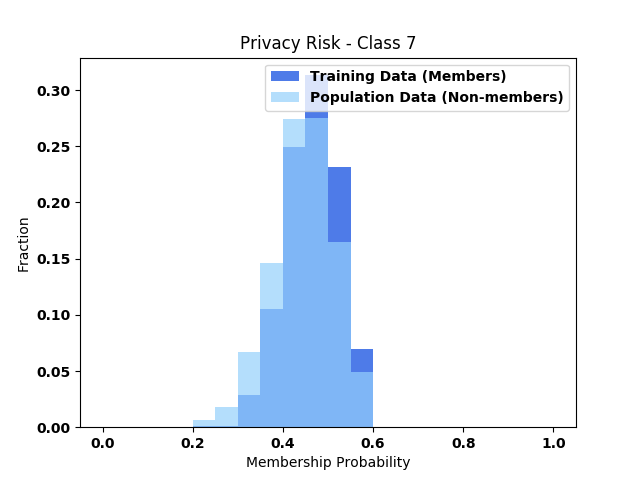 Privacy Risk - Class 7
Training Data (Members)
Population Data (Non-members)
Fraction
0.30
0.25
0.20
0.15
0.10
0.05
0.00
0.0 0.2 0.4 0.6 0.8 1.0
Membership Probability